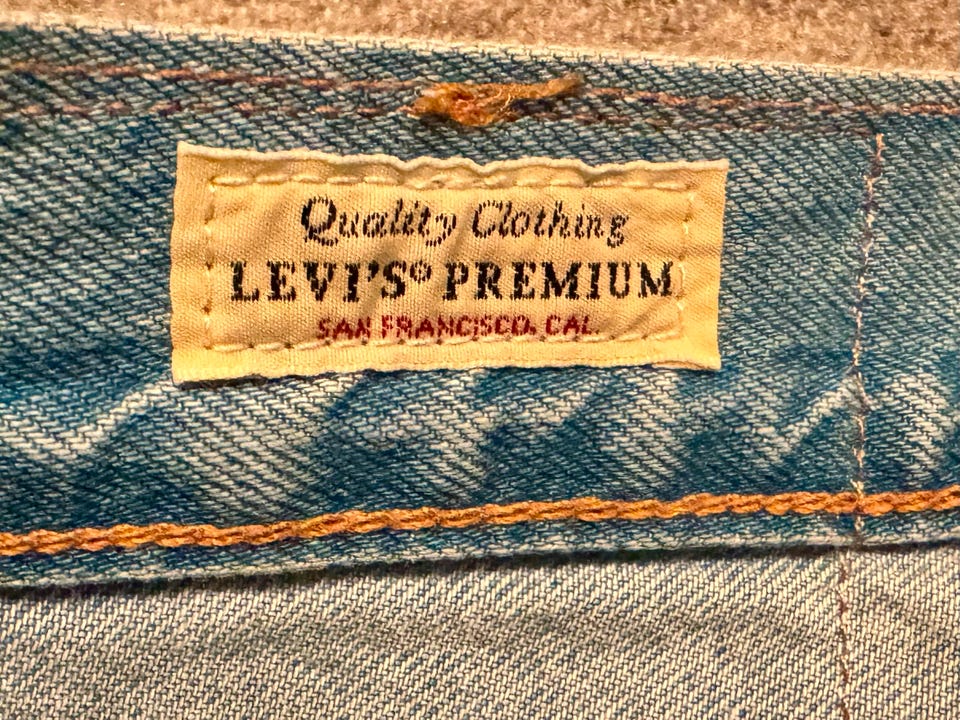 Quality Clothing
LEVI'S® PREMIUM
SAN FRANCISCO, CAL.